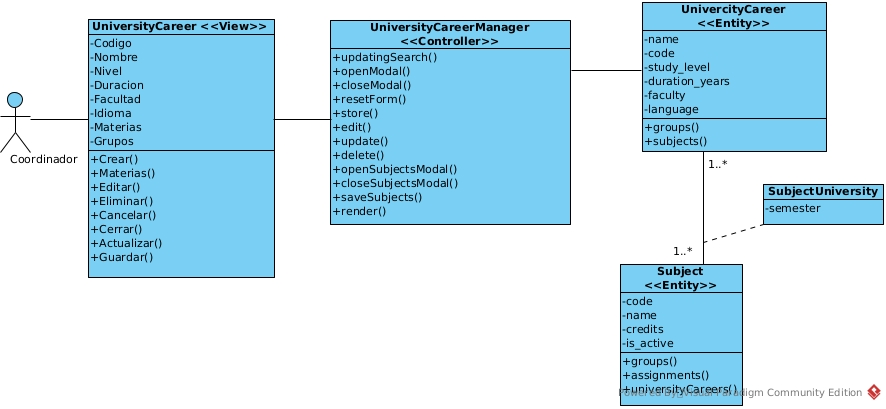 UniversityCareer <<View>>
-Codigo
-Nombre
-Nivel
-Duracion
-Facultad
-Idioma
-Materias
-Grupos
+Crear()
+Materias()
+Editar()
+Eliminar()
+Cancelar()
+Cerrar()
+Actualizar()
+Guardar()
Coordinador
UniversityCareerManager
<<Controller>>
+updatingSearch()
+openModal()
+closeModal()
+resetForm()
+store()
+edit()
+update()
+delete()
+openSubjectsModal()
+closeSubjectsModal()
+saveSubjects()
+render()
UnivercityCareer
<<Entity>>
-name
-code
-study_level
-duration_years
-faculty
-language
+groups()
+subjects()
1..*
SubjectUniversity
-semester
1..*
Subject
<<Entity>>
-code
-name
-credits
-is_active
+groups()
+assignments()
+universityCareers()
Powered By Visual Paradigm Community Edition